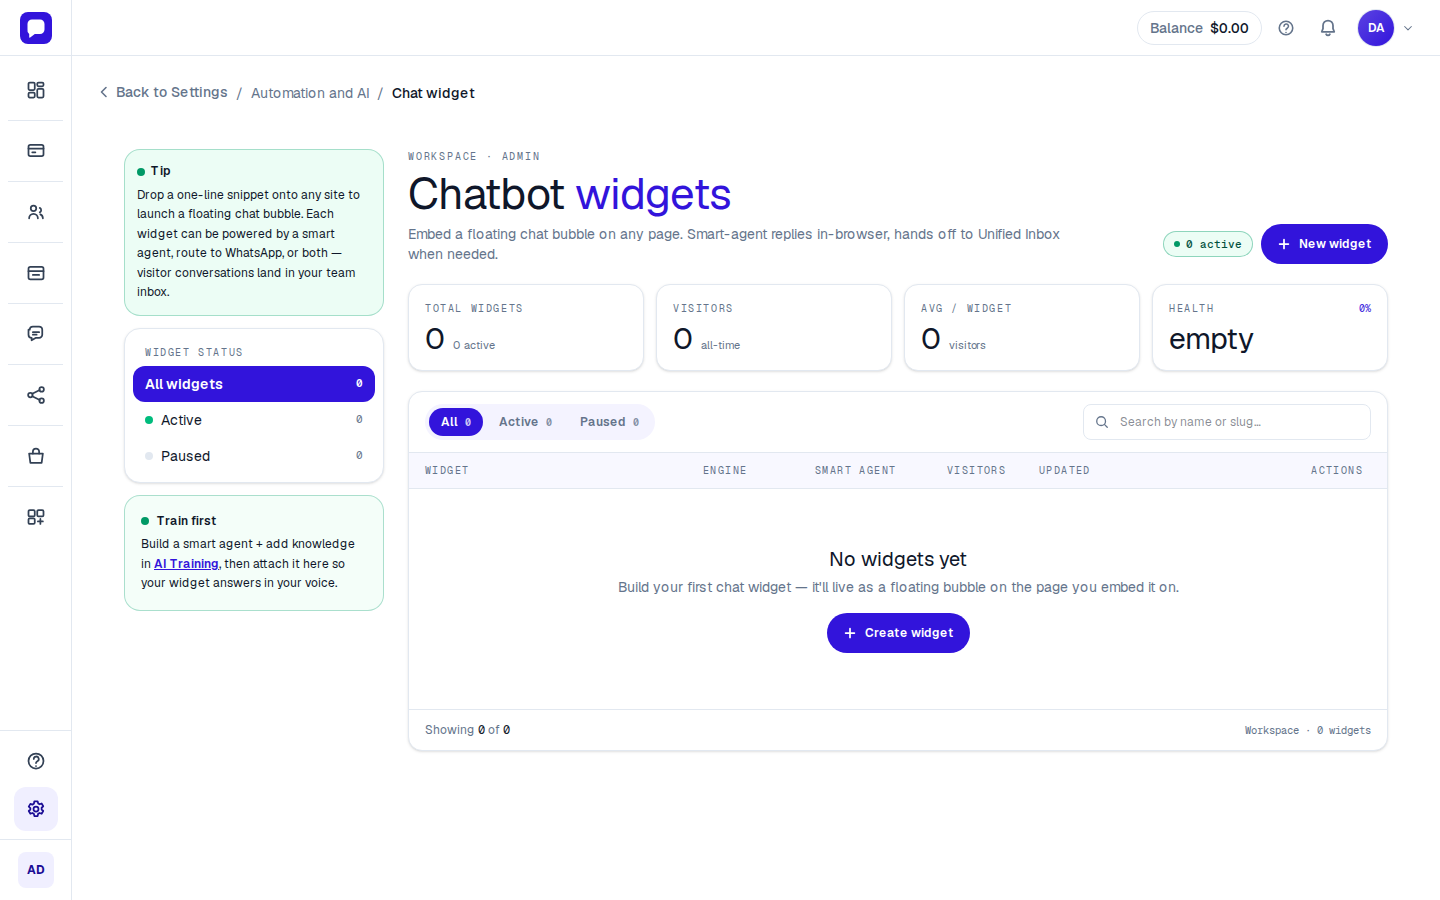 Balance $0.00
DA
Back to Settings / Automation and AI / Chat widget
Tip
Drop a one-line snippet onto any site to
launch a floating chat bubble. Each
widget can be powered by a smart
agent, route to WhatsApp, or both —
visitor conversations land in your team
inbox.
WIDGET STATUS
All widgets 0
Active 0
Paused 0
Train first
Build a smart agent + add knowledge
in AI Training, then attach it here so
your widget answers in your voice.
WORKSPACE · ADMIN
Chatbot widgets
Embed a floating chat bubble on any page. Smart-agent replies in-browser, hands off to Unified Inbox
when needed.
0 active
New widget
TOTAL WIDGETS
0 0 active
VISITORS
0 all-time
AVG / WIDGET
0 visitors
HEALTH 0%
empty
All 0 Active 0 Paused 0
Search by name or slug…
WIDGET ENGINE SMART AGENT VISITORS UPDATED ACTIONS
No widgets yet
Build your first chat widget — it'll live as a floating bubble on the page you embed it on.
Create widget
Showing 0 of 0
Workspace · 0 widgets
AD